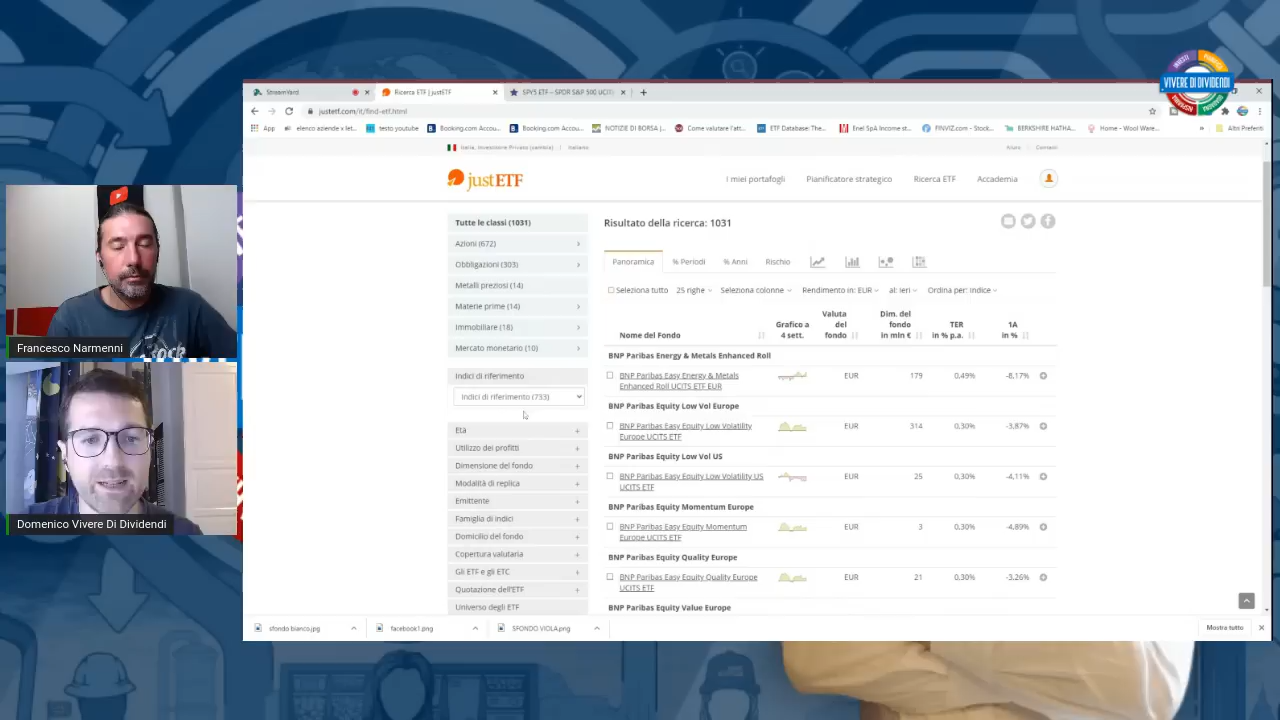 VIVERE DI DIVIDENDI
StreamYard
Ricerca ETF | justETF
SPY5 ETF – SPDR S&P 500 UCITS
justetf.com/it/find-etf.html
App
elenco aziende x let...
testo youtube
Booking.com Accou...
Booking.com Accou...
NOTIZIE DI BORSA |...
Come valutare l'att...
ETF Database: The...
Enel SpA Income st...
FINVIZ.com - Stock...
BERKSHIRE HATHA...
Home - Wool Ware...
Altri Preferiti
Italia, Investitore Privato (cambia)
Italiano
Aiuto
Contatti
justETF
I miei portafogli
Pianificatore strategico
Ricerca ETF
Accademia
Tutte le classi (1031)
Azioni (672)
Obbligazioni (303)
Metalli preziosi (14)
Materie prime (14)
Immobiliare (18)
Mercato monetario (10)
Indici di riferimento
Indici di riferimento (733)
Età
Utilizzo dei profitti
Dimensione del fondo
Modalità di replica
Emittente
Famiglia di indici
Domicilio del fondo
Copertura valutaria
Gli ETF e gli ETC
Quotazione dell'ETF
Universo degli ETF
Risultato della ricerca: 1031
Panoramica
% Periodi
% Anni
Rischio
Seleziona tutto
25 righe
Seleziona colonne
Rendimento in: EUR
al: Ieri
Ordina per: Indice
Nome del Fondo
Grafico a 4 sett.
Valuta del fondo
Dim. del fondo in mln €
TER in % p.a.
1A in %
BNP Paribas Energy & Metals Enhanced Roll
BNP Paribas Easy Energy & Metals Enhanced Roll UCITS ETF EUR
EUR 179 0,49% -8,17%
BNP Paribas Equity Low Vol Europe
BNP Paribas Easy Equity Low Volatility Europe UCITS ETF
EUR 314 0,30% -3,87%
BNP Paribas Equity Low Vol US
BNP Paribas Easy Equity Low Volatility US UCITS ETF
EUR 25 0,30% -4,11%
BNP Paribas Equity Momentum Europe
BNP Paribas Easy Equity Momentum Europe UCITS ETF
EUR 3 0,30% -4,89%
BNP Paribas Equity Quality Europe
BNP Paribas Easy Equity Quality Europe UCITS ETF
EUR 21 0,30% -3,26%
BNP Paribas Equity Value Europe
Francesco Narmenni
Domenico Vivere Di Dividendi
sfondo bianco.jpg
facebook1.png
SFONDO VIOLA.png
Mostra tutto